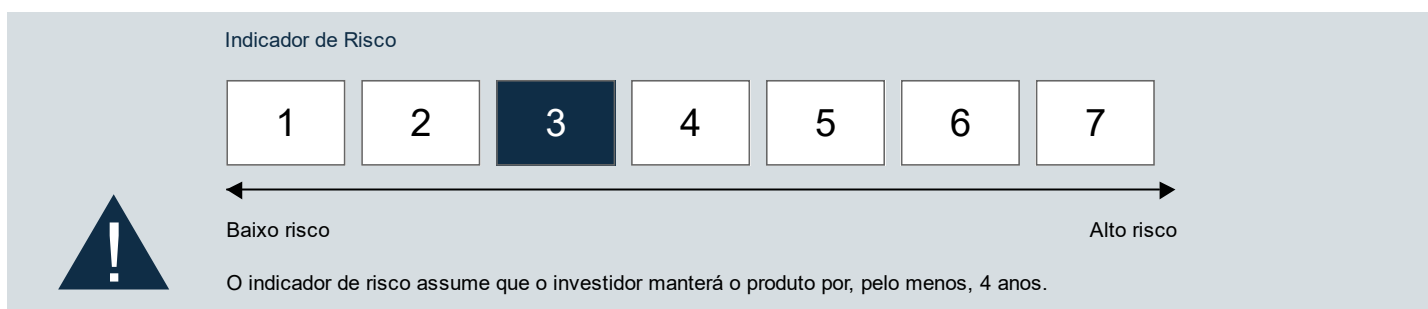 Indicador de Risco
1 2 3 4 5 6 7
Baixo risco Alto risco
!
O indicador de risco assume que o investidor manterá o produto por, pelo menos, 4 anos.